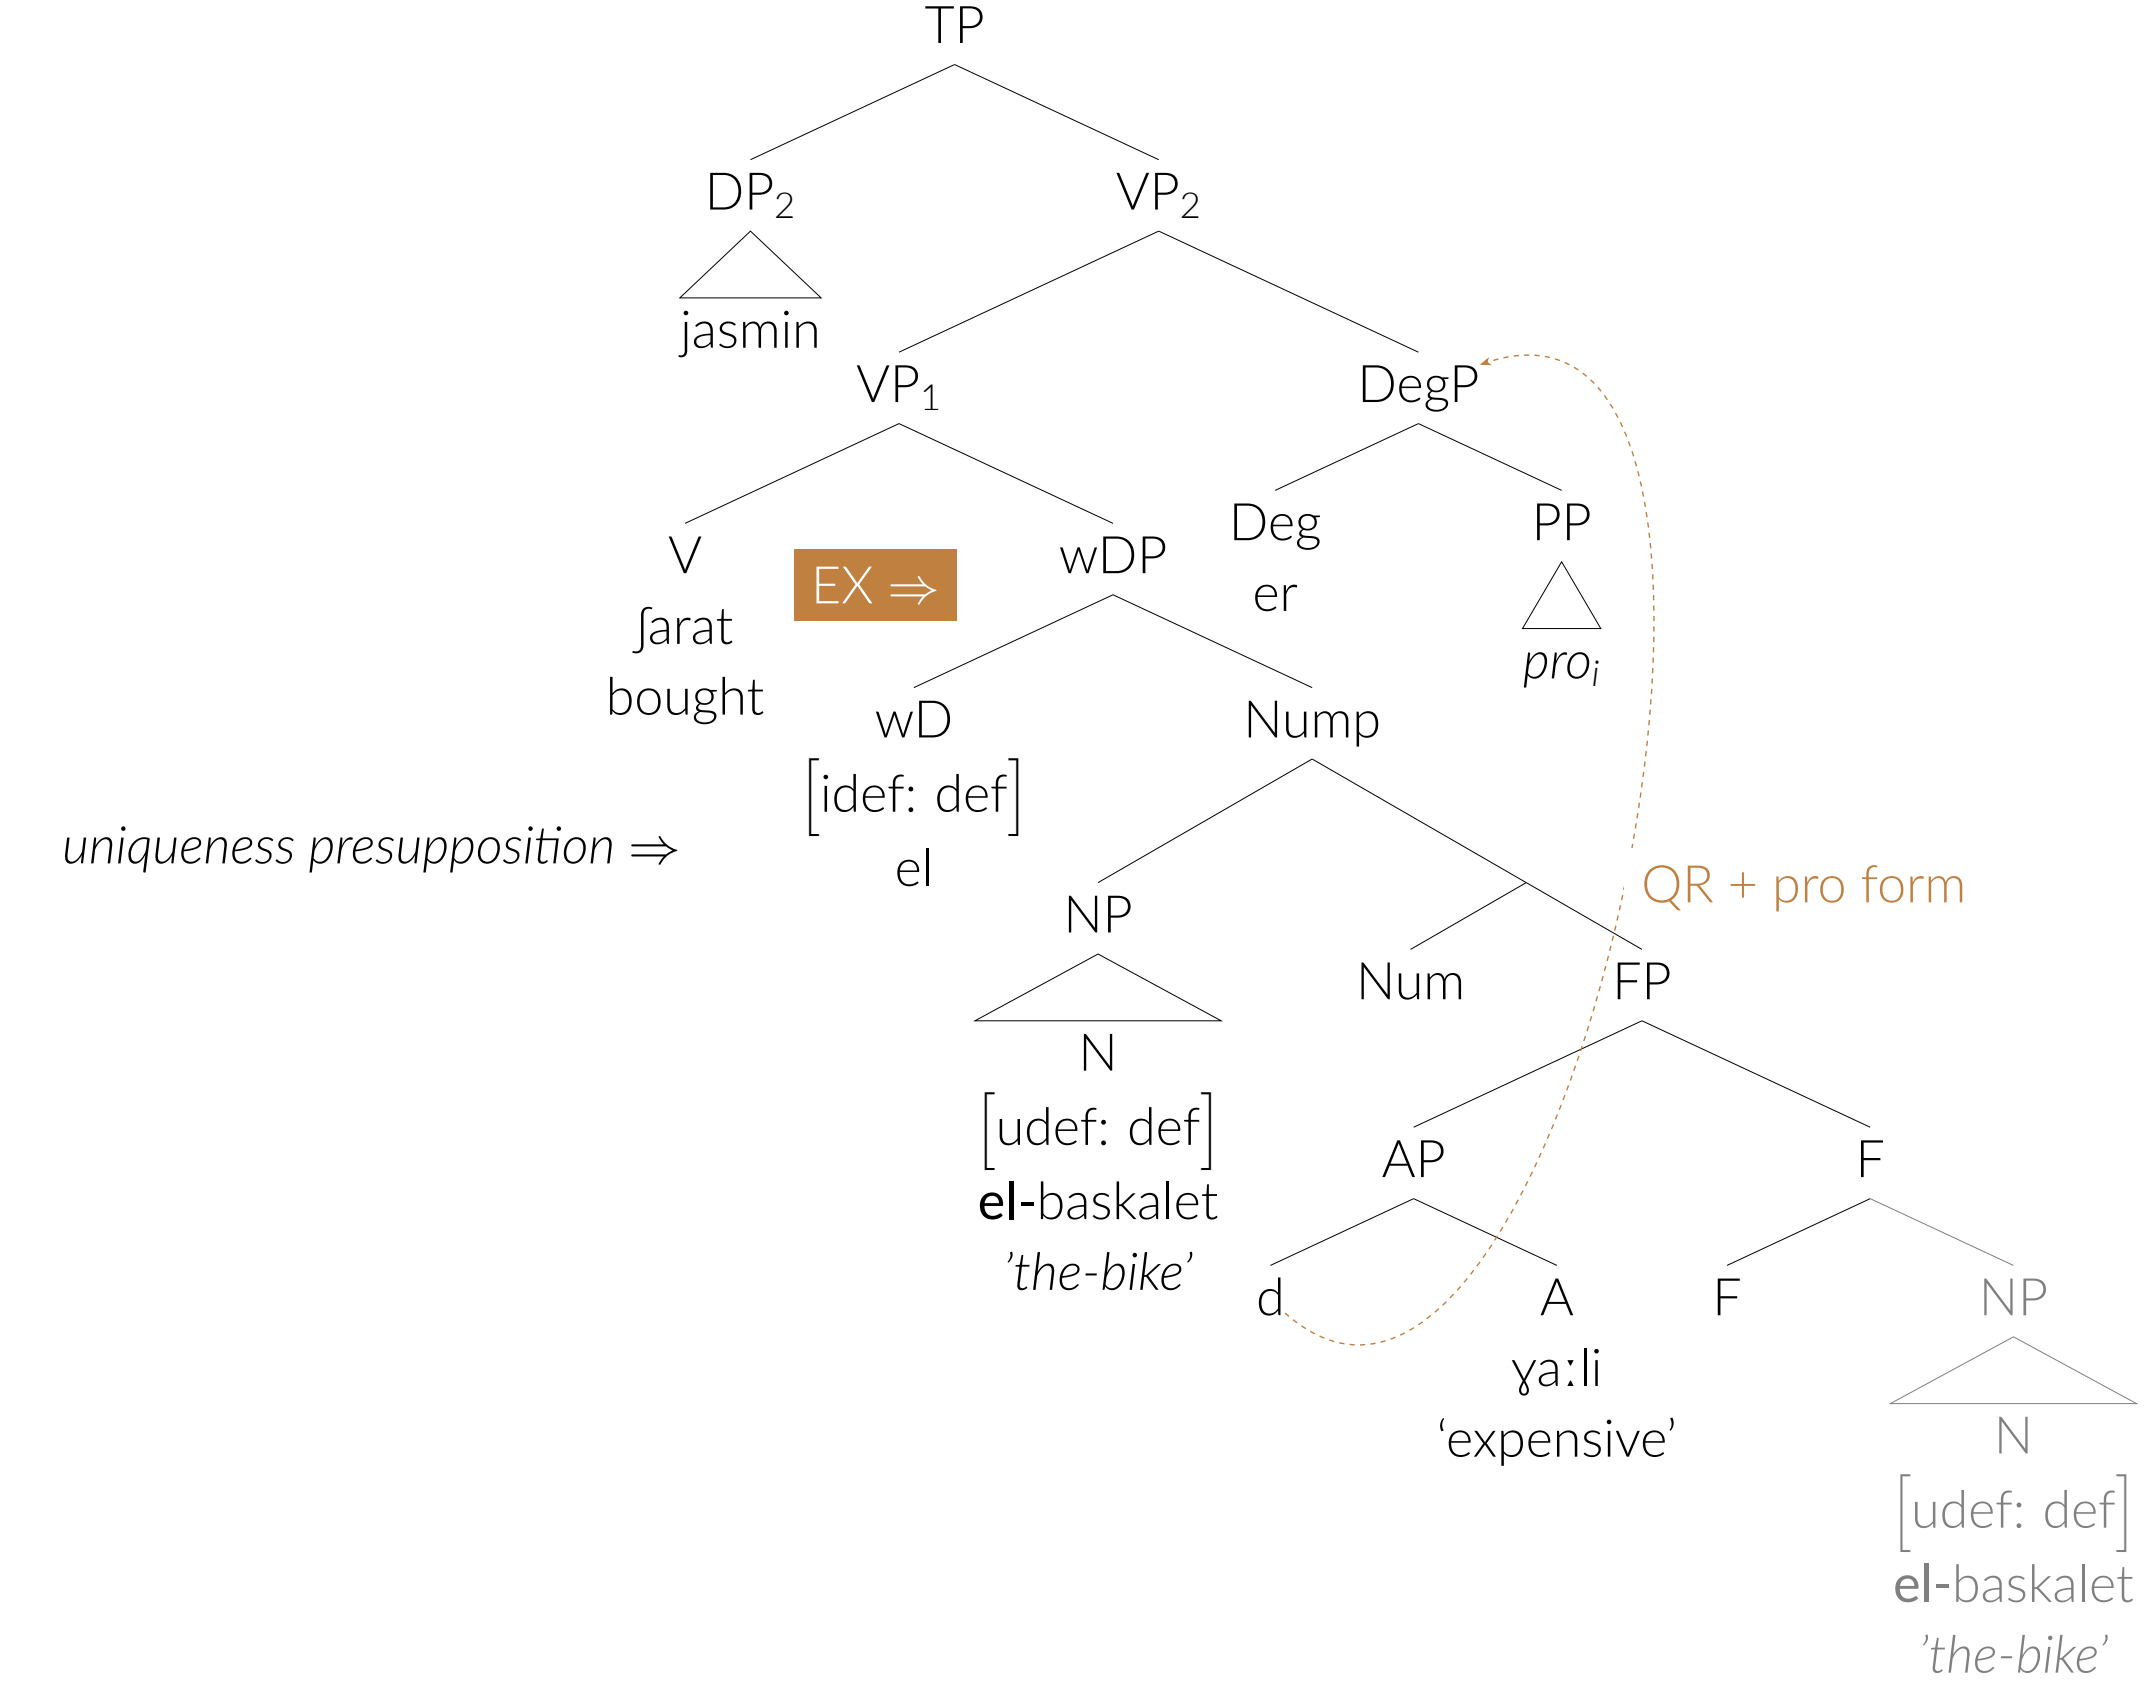 TP
DP2 VP2
jasmin
VP1 DegP
V EX ⇒ wDP Deg PP
ʃarat er
bought proi
wD Nump
[idef: def]
uniqueness presupposition ⇒
el QR + pro form
NP Num FP
N
[udef: def] AP F
el-baskalet
'the-bike' d A F NP
ɣaːli
‘expensive’ N
[udef: def]
el-baskalet
'the-bike'